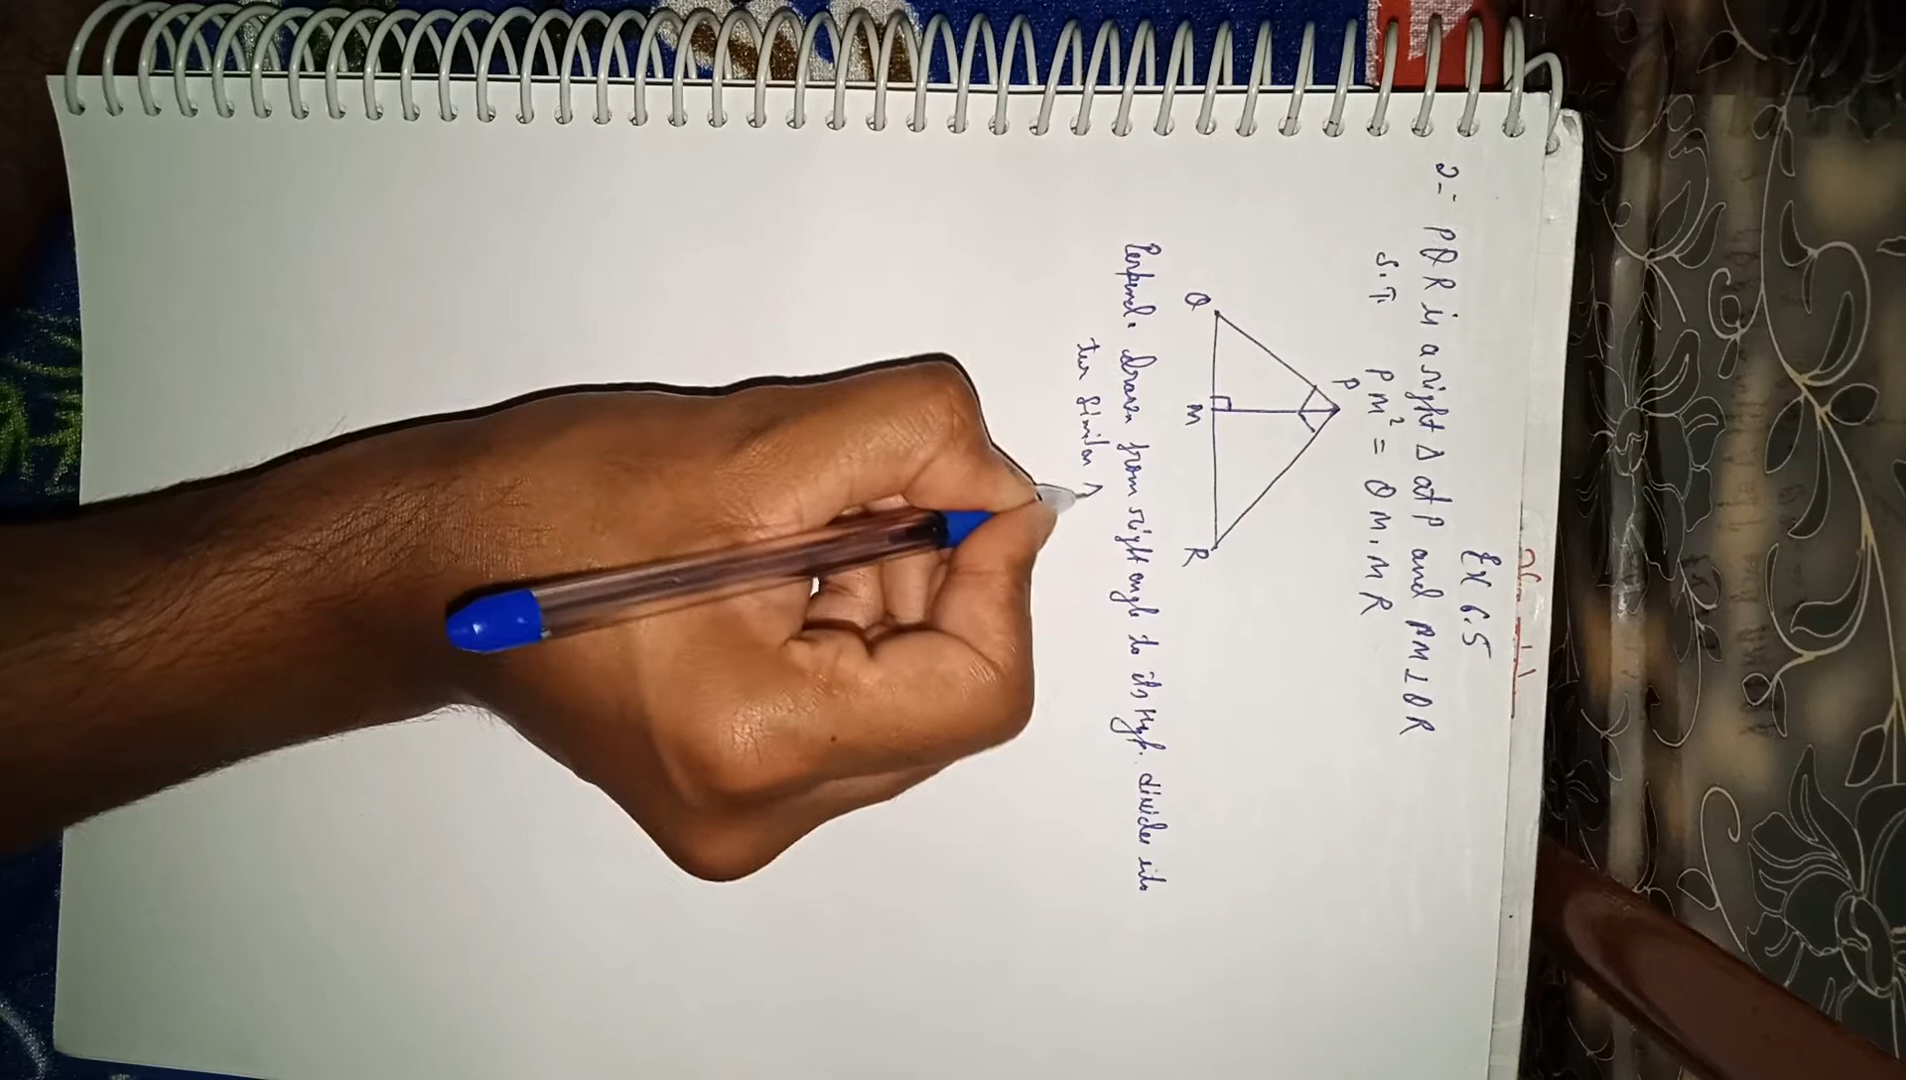 Ex 6.5
2- PQR is a right Δ at P and PM ⊥ QR
S.T PM² = QM.MR
P
Q M R
Perpend. drawn from right angle to its Hyp. divides into
two similar